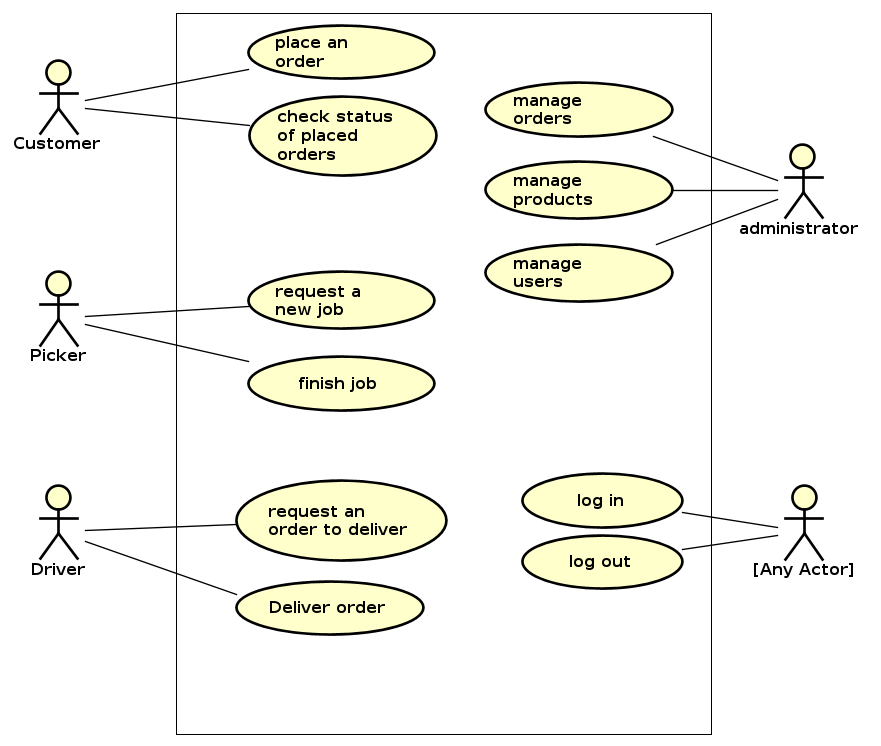 place an
order
check status
of placed
orders
Customer
manage
orders
manage
products
manage
users
administrator
request a
new job
finish job
Picker
request an
order to deliver
Deliver order
Driver
log in
log out
[Any Actor]